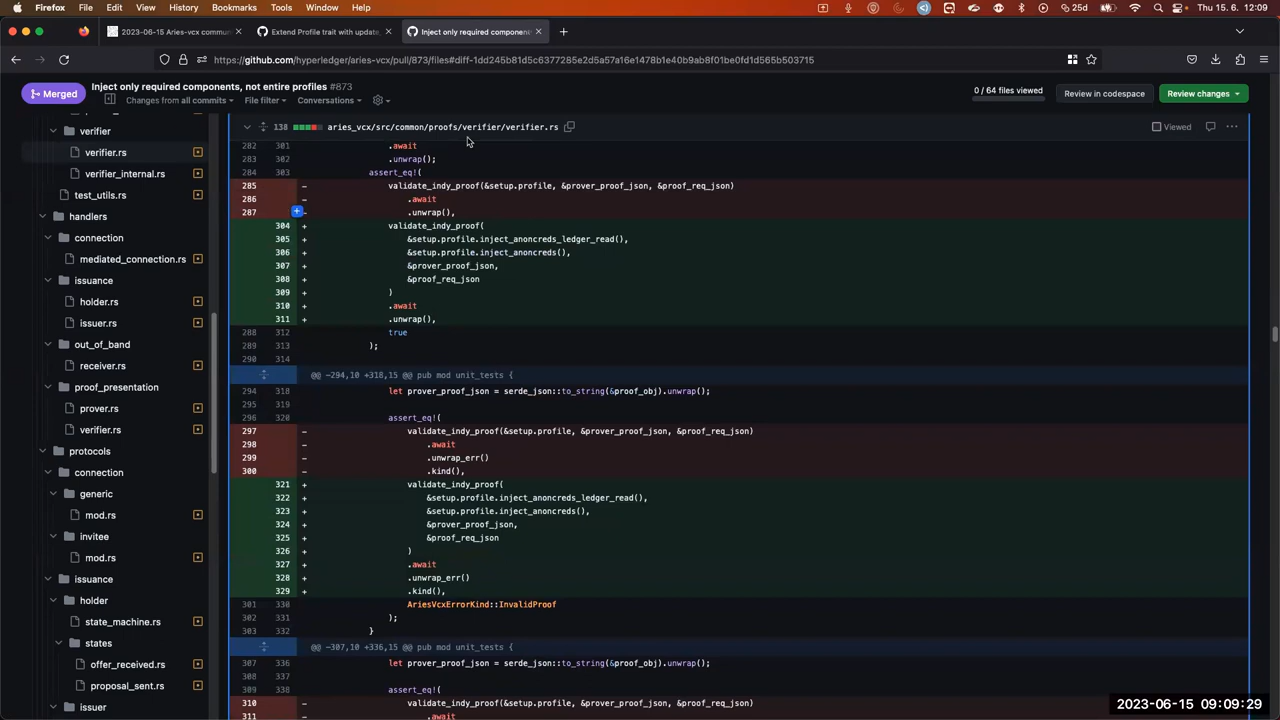 Firefox File Edit View History Bookmarks Tools Window Help 25d Thu 15. 6. 12:09
2023-06-15 Aries-vcx commun
Extend Profile trait with update_
Inject only required component
https://github.com/hyperledger/aries-vcx/pull/873/files#diff-1dd245b81d5c6377285e2d5a57a16e1478b1e40b9ab8f01be0fd1d565b503715
Merged
Inject only required components, not entire profiles #873
Changes from all commits File filter Conversations
0 / 64 files viewed
Review in codespace
Review changes
verifier
verifier.rs
verifier_internal.rs
test_utils.rs
handlers
connection
mediated_connection.rs
issuance
holder.rs
issuer.rs
out_of_band
receiver.rs
proof_presentation
prover.rs
verifier.rs
protocols
connection
generic
mod.rs
invitee
mod.rs
issuance
holder
state_machine.rs
states
offer_received.rs
proposal_sent.rs
issuer
138 aries_vcx/src/common/proofs/verifier/verifier.rs Viewed
282 301 .await
283 302 .unwrap();
284 303 assert_eq!(
285 - validate_indy_proof(&setup.profile, &prover_proof_json, &proof_req_json)
286 - .await
287 - .unwrap(),
304 + validate_indy_proof(
305 + &setup.profile.inject_anoncreds_ledger_read(),
306 + &setup.profile.inject_anoncreds(),
307 + &prover_proof_json,
308 + &proof_req_json
309 + )
310 + .await
311 + .unwrap(),
288 312 true
289 313 );
290 314
@@ -294,10 +318,15 @@ pub mod unit_tests {
294 318 let prover_proof_json = serde_json::to_string(&proof_obj).unwrap();
295 319
296 320 assert_eq!(
297 - validate_indy_proof(&setup.profile, &prover_proof_json, &proof_req_json)
298 - .await
299 - .unwrap_err()
300 - .kind(),
321 + validate_indy_proof(
322 + &setup.profile.inject_anoncreds_ledger_read(),
323 + &setup.profile.inject_anoncreds(),
324 + &prover_proof_json,
325 + &proof_req_json
326 + )
327 + .await
328 + .unwrap_err()
329 + .kind(),
301 330 AriesVcxErrorKind::InvalidProof
302 331 );
303 332 }
@@ -307,10 +336,15 @@ pub mod unit_tests {
307 336 let prover_proof_json = serde_json::to_string(&proof_obj).unwrap();
308 337
309 338 assert_eq!(
310 - validate_indy_proof(&setup.profile, &prover_proof_json, &proof_req_json)
311 - .await
2023-06-15 09:09:29